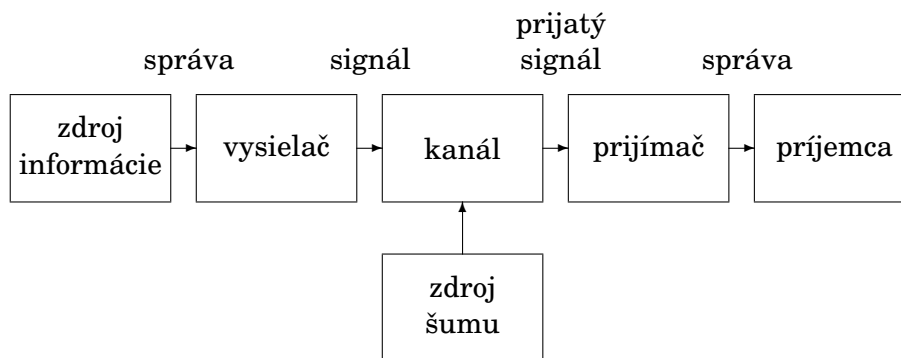 prijatý
správa signál signál správa
zdroj
informácie
vysielač
kanál
prijímač
príjemca
zdroj
šumu